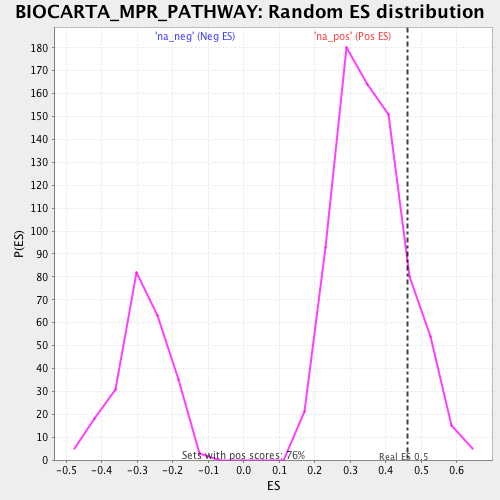 BIOCARTA_MPR_PATHWAY: Random ES distribution
'na_neg' (Neg ES)
'na_pos' (Pos ES)
180
170
160
150
140
130
120
110
100
90
80
70
60
50
40
30
20
10
0
P(ES)
Sets with pos scores: 76%
Real ES 0.5
-0.5 -0.4 -0.3 -0.2 -0.1 0.0 0.1 0.2 0.3 0.4 0.5 0.6
ES